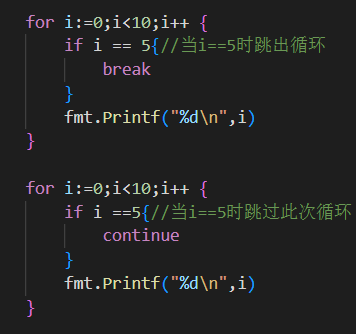 for i:=0;i<10;i++ {
    if i == 5{//当i==5时跳出循环
        break
    }
    fmt.Printf("%d\n",i)
}

for i:=0;i<10;i++ {
    if i ==5{//当i==5时跳过此次循环
        continue
    }
    fmt.Printf("%d\n",i)
}